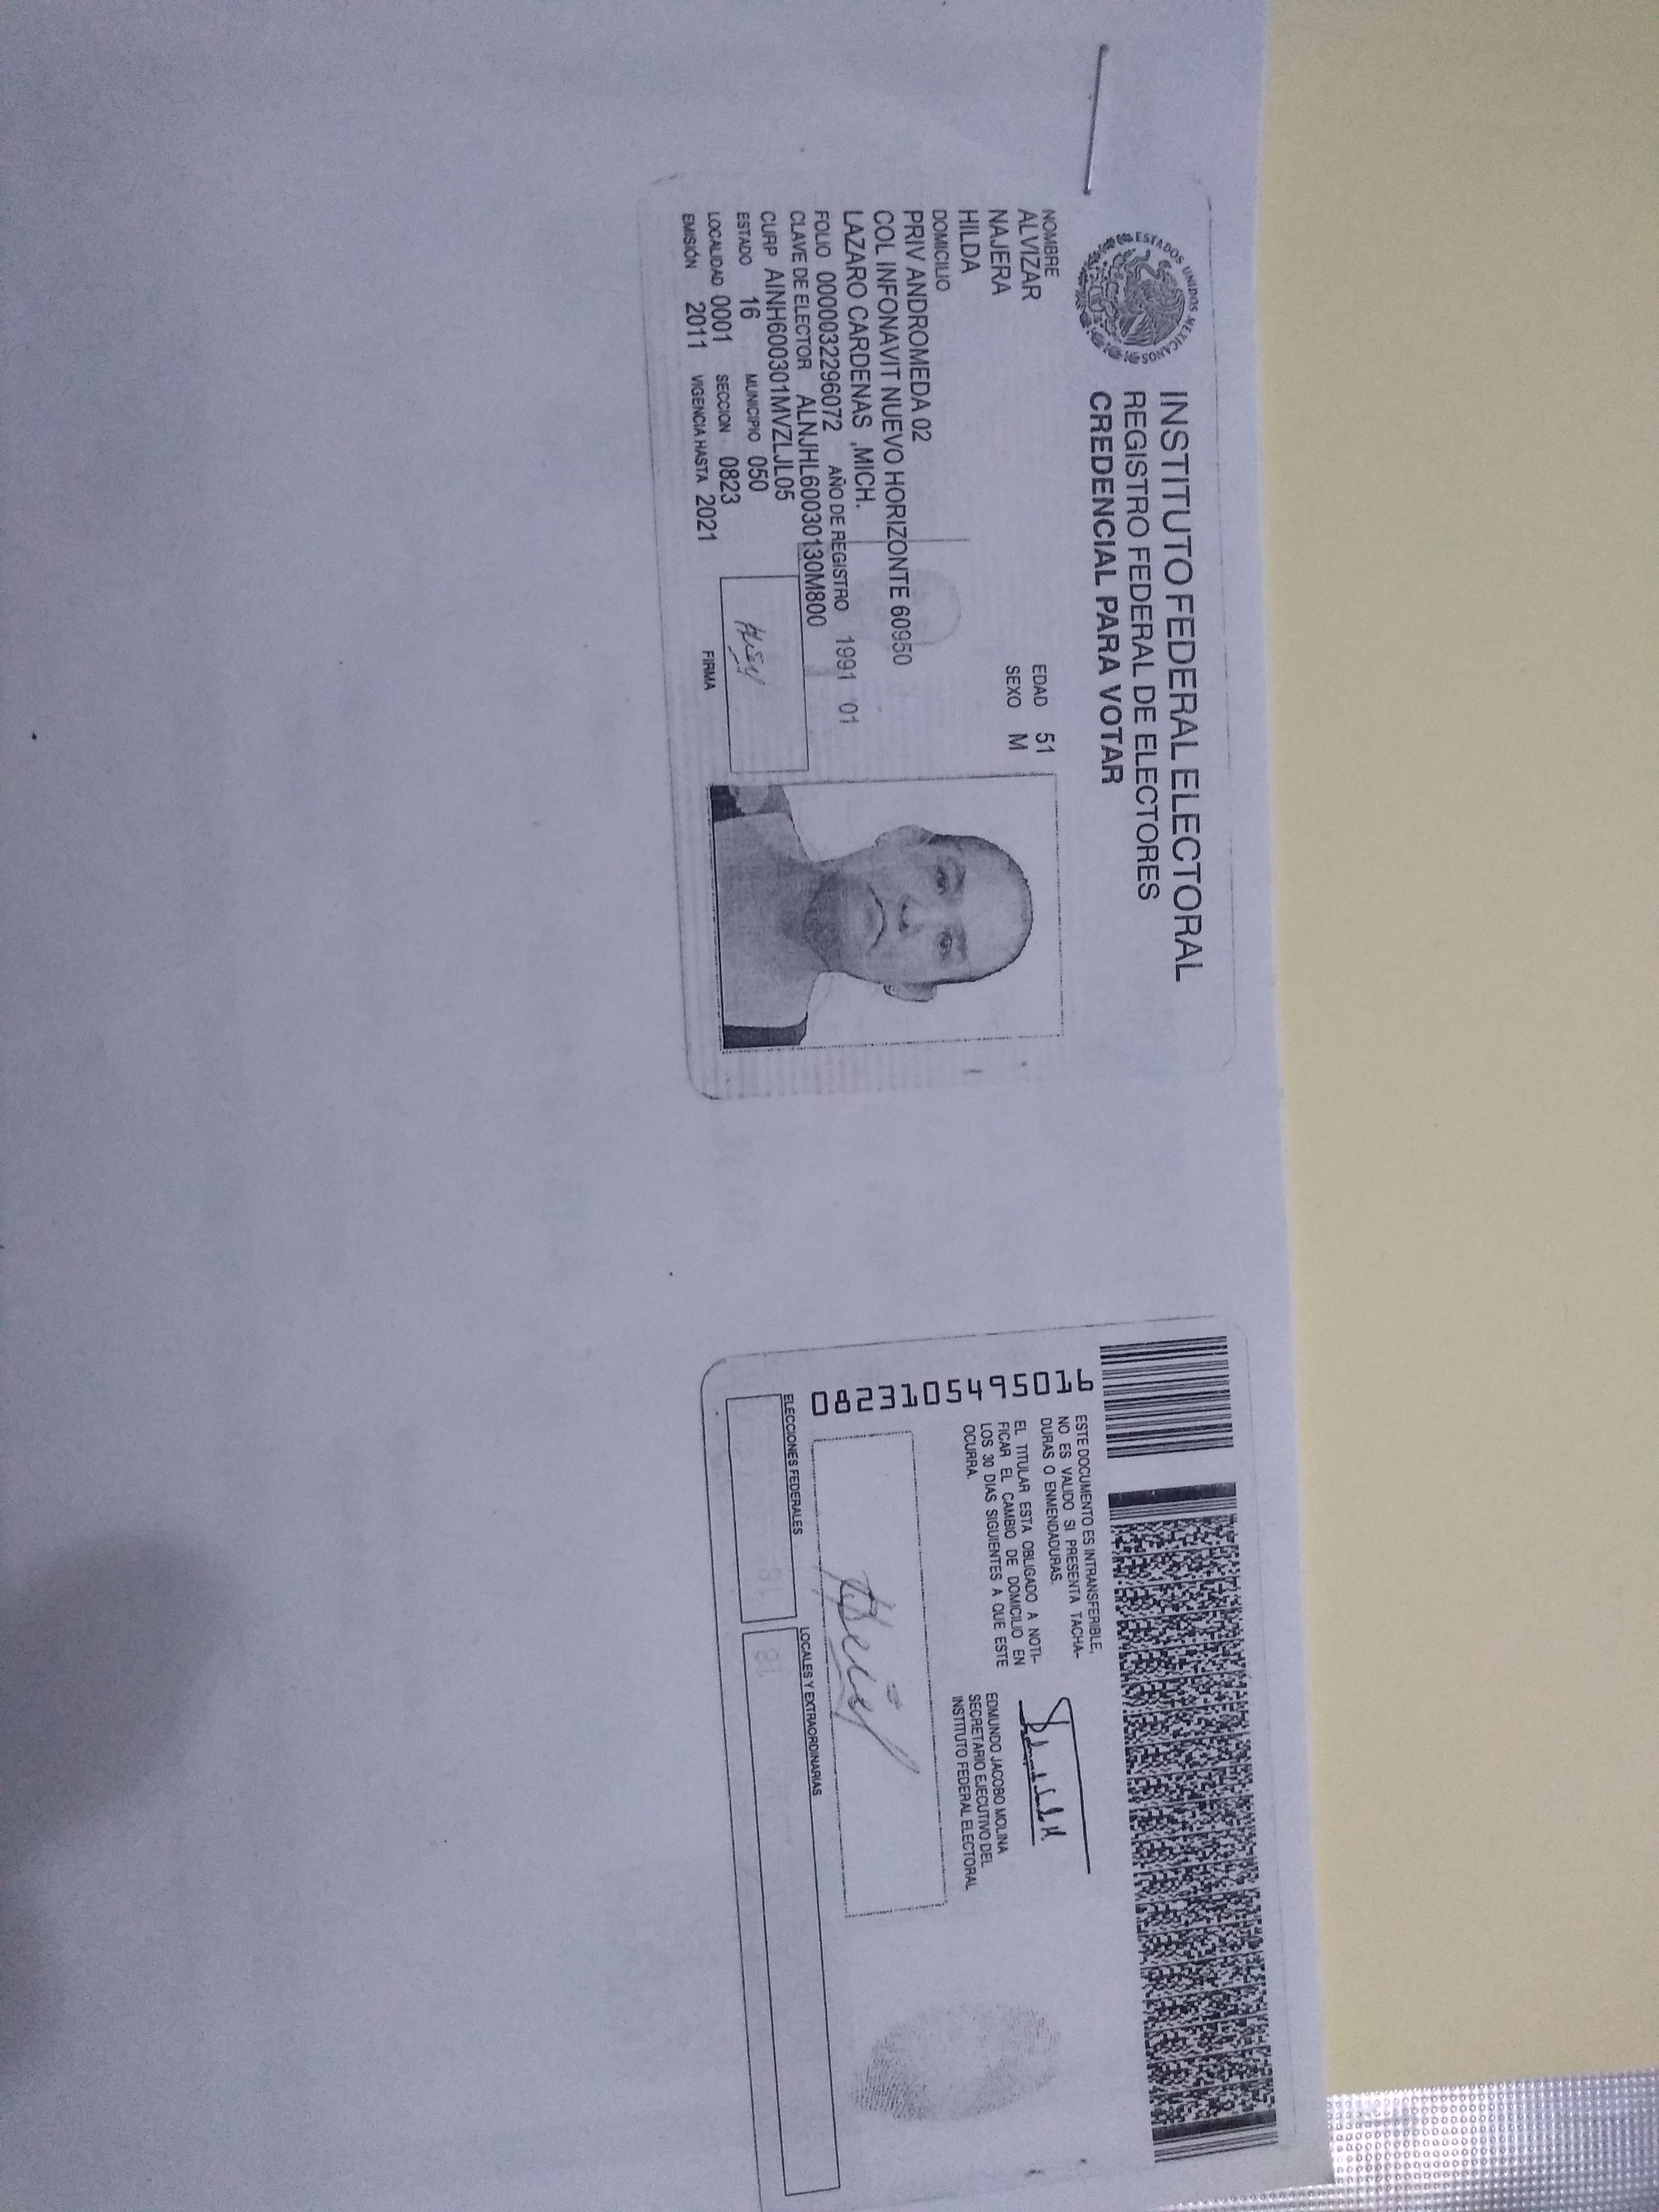 ESTADOS UNIDOS MEXICANOS
INSTITUTO FEDERAL ELECTORAL
REGISTRO FEDERAL DE ELECTORES
CREDENCIAL PARA VOTAR
NOMBRE
ALVIZAR
NAJERA
HILDA
EDAD 51
SEXO M
DOMICILIO
PRIV ANDROMEDA 02
COL INFONAVIT NUEVO HORIZONTE 60950
LAZARO CARDENAS ,MICH.
FOLIO 0000032296072 AÑO DE REGISTRO 1991 01
CLAVE DE ELECTOR ALNJHL60030130M800
CURP AINH600301MVZLJL05
ESTADO 16 MUNICIPIO 050
LOCALIDAD 0001 SECCION 0823
EMISIÓN 2011 VIGENCIA HASTA 2021
FIRMA
ESTE DOCUMENTO ES INTRANSFERIBLE,
NO ES VALIDO SI PRESENTA TACHA-
DURAS O ENMENDADURAS.
EL TITULAR ESTA OBLIGADO A NOTI-
FICAR EL CAMBIO DE DOMICILIO EN
LOS 30 DIAS SIGUIENTES A QUE ESTE
OCURRA.
EDMUNDO JACOBO MOLINA
SECRETARIO EJECUTIVO DEL
INSTITUTO FEDERAL ELECTORAL
0823105495016
ELECCIONES FEDERALES
LOCALES Y EXTRAORDINARIAS
18
18